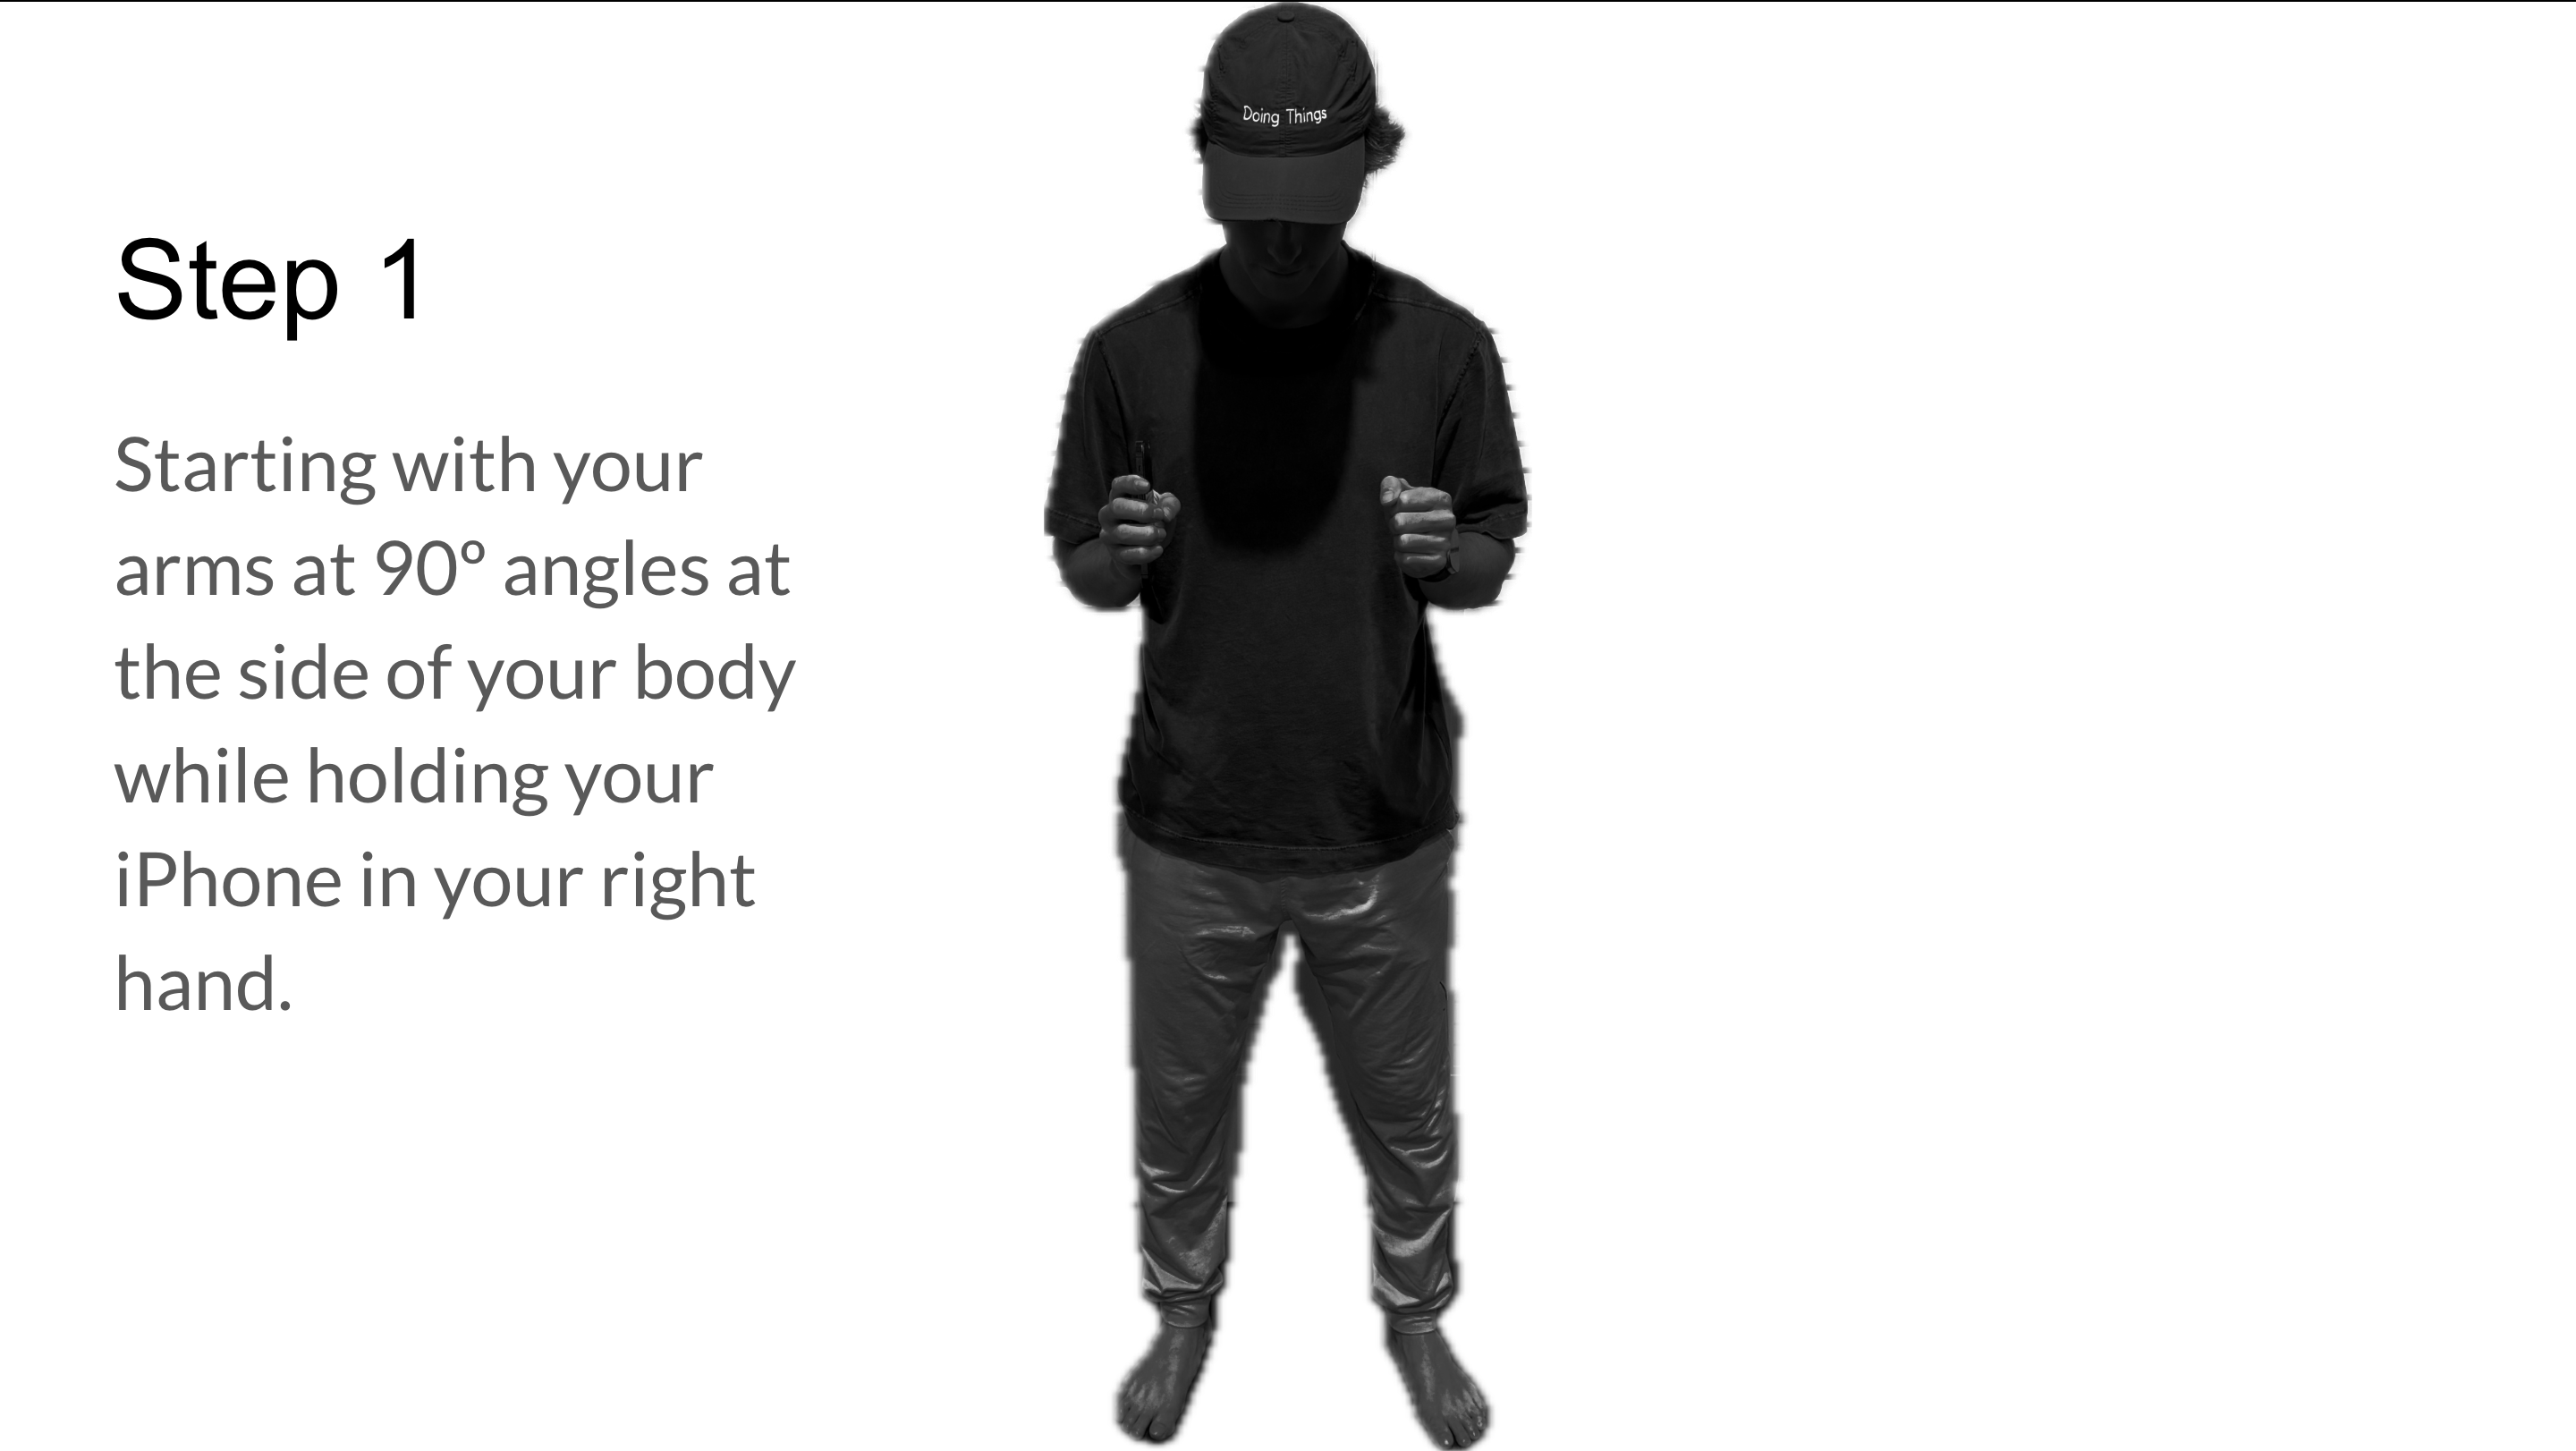 Doing Things
Step 1
Starting with your
arms at 90º angles at
the side of your body
while holding your
iPhone in your right
hand.